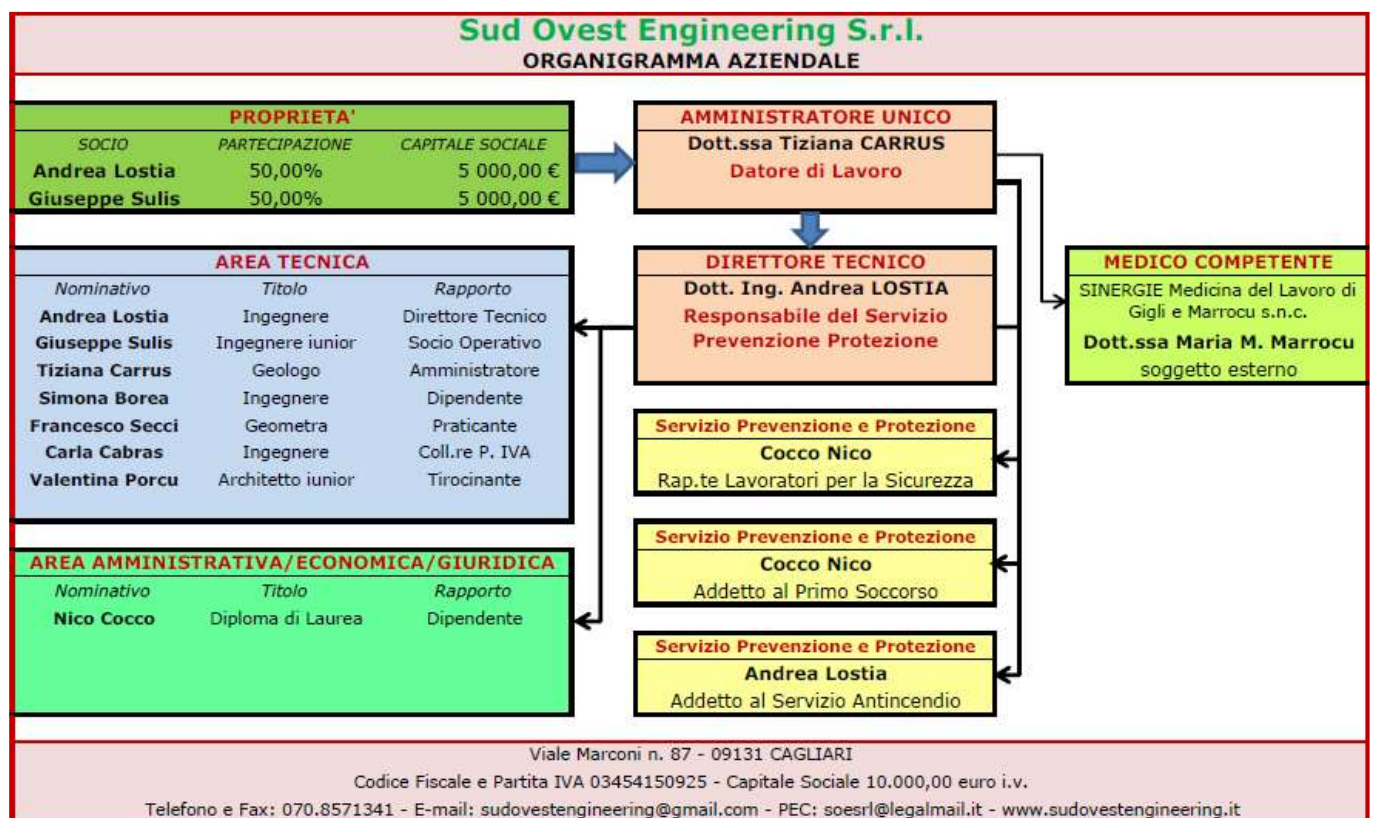 Sud Ovest Engineering S.r.l.
ORGANIGRAMMA AZIENDALE
PROPRIETA'
SOCIO PARTECIPAZIONE CAPITALE SOCIALE
Andrea Lostia 50,00% 5 000,00 €
Giuseppe Sulis 50,00% 5 000,00 €
AMMINISTRATORE UNICO
Dott.ssa Tiziana CARRUS
Datore di Lavoro
AREA TECNICA
Nominativo Titolo Rapporto
Andrea Lostia Ingegnere Direttore Tecnico
Giuseppe Sulis Ingegnere iunior Socio Operativo
Tiziana Carrus Geologo Amministratore
Simona Borea Ingegnere Dipendente
Francesco Secci Geometra Praticante
Carla Cabras Ingegnere Coll.re P. IVA
Valentina Porcu Architetto iunior Tirocinante
DIRETTORE TECNICO
Dott. Ing. Andrea LOSTIA
Responsabile del Servizio
Prevenzione Protezione
MEDICO COMPETENTE
SINERGIE Medicina del Lavoro di
Gigli e Marrocu s.n.c.
Dott.ssa Maria M. Marrocu
soggetto esterno
Servizio Prevenzione e Protezione
Cocco Nico
Rap.te Lavoratori per la Sicurezza
Servizio Prevenzione e Protezione
Cocco Nico
Addetto al Primo Soccorso
AREA AMMINISTRATIVA/ECONOMICA/GIURIDICA
Nominativo Titolo Rapporto
Nico Cocco Diploma di Laurea Dipendente
Servizio Prevenzione e Protezione
Andrea Lostia
Addetto al Servizio Antincendio
Viale Marconi n. 87 - 09131 CAGLIARI
Codice Fiscale e Partita IVA 03454150925 - Capitale Sociale 10.000,00 euro i.v.
Telefono e Fax: 070.8571341 - E-mail: sudovestengineering@gmail.com - PEC: soesrl@legalmail.it - www.sudovestengineering.it